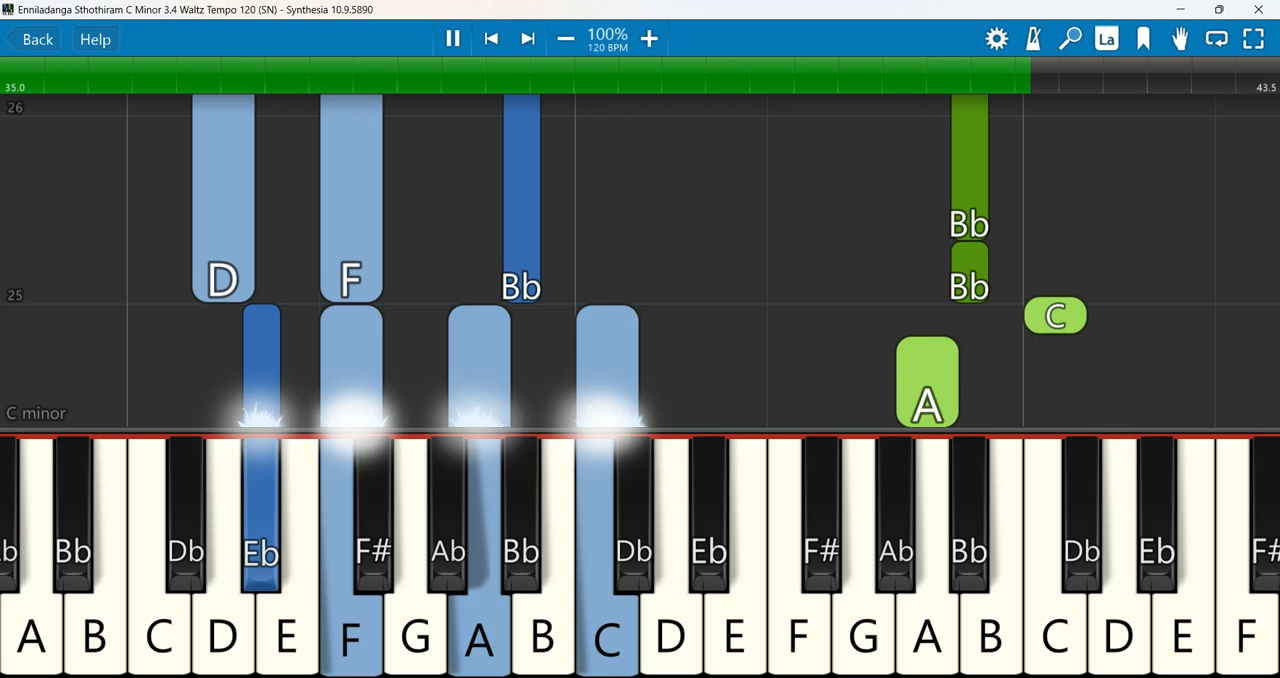 Enniladanga Sthothiram C Minor 3.4 Waltz Tempo 120 (SN) - Synthesia 10.9.5890
Back Help 100% La
120 BPM
35.0 43.5
26
Bb
D F Bb Bb
25
C
A
C minor
b Bb Db Eb F# Ab Bb Db Eb F# Ab Bb Db Eb F#
A B C D E F G A B C D E F G A B C D E F